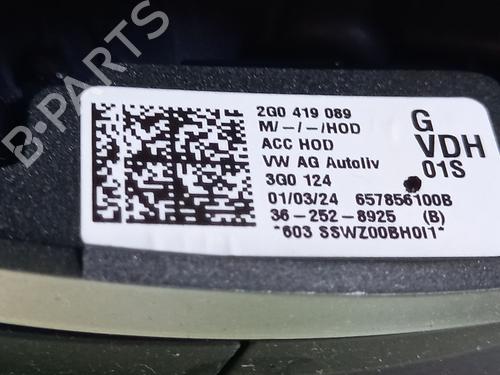 B-PARTS
2G0 419 089 G
M/-/-/HOD VDH
ACC HOD 01S
VW AG Autoliv
3G0 124
01/03/24 657856100B
36-252-8925 (B)
*603 SSWZ00BH0I1*